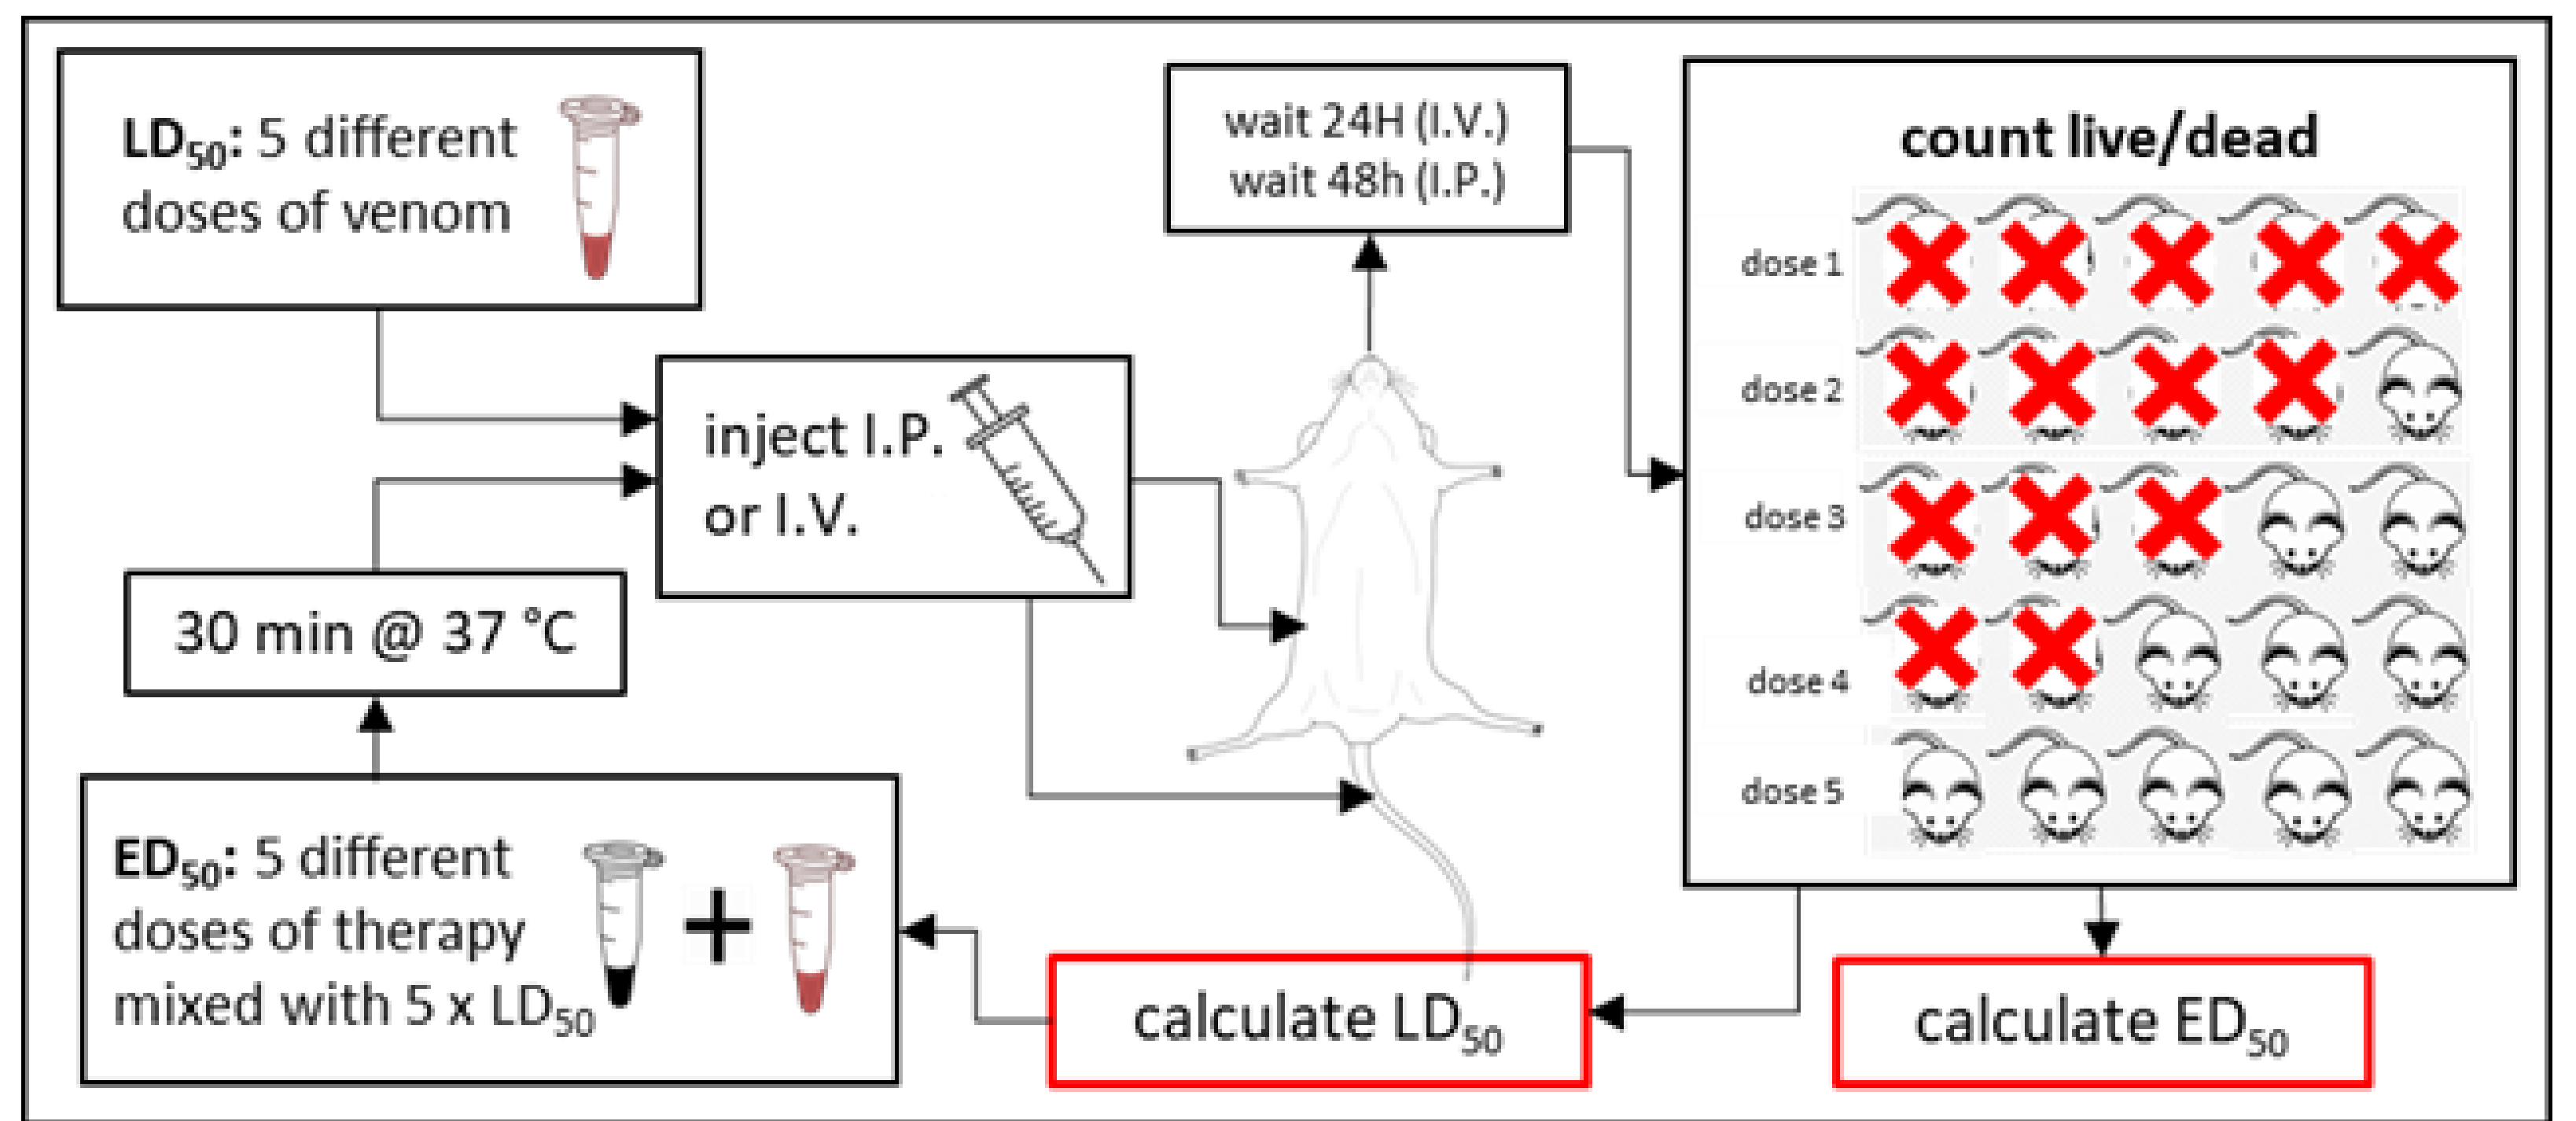 LD₅₀: 5 different
doses of venom
wait 24H (I.V.)
wait 48h (I.P.)
count live/dead
dose 1
dose 2
dose 3
dose 4
dose 5
inject I.P.
or I.V.
30 min @ 37 °C
ED₅₀: 5 different
doses of therapy
mixed with 5 x LD₅₀
+
calculate LD₅₀
calculate ED₅₀